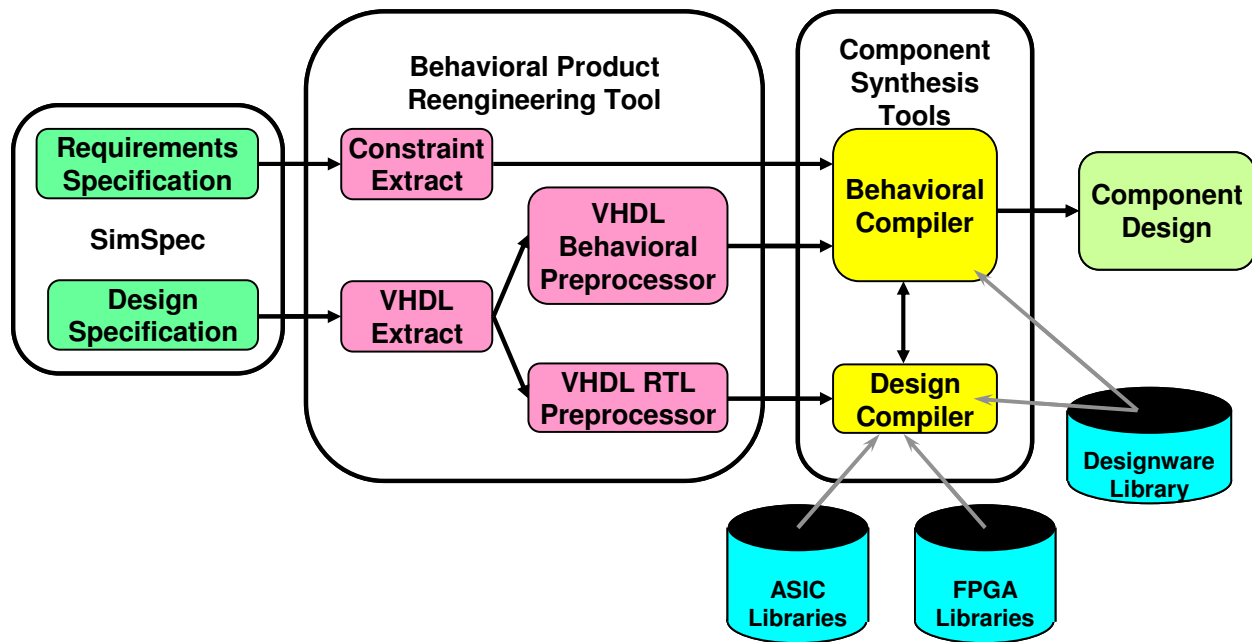 Behavioral Product
Reengineering Tool
Component
Synthesis
Tools
Requirements
Specification
SimSpec
Design
Specification
Constraint
Extract
VHDL
Extract
VHDL
Behavioral
Preprocessor
VHDL RTL
Preprocessor
Behavioral
Compiler
Design
Compiler
Component
Design
Designware
Library
ASIC
Libraries
FPGA
Libraries